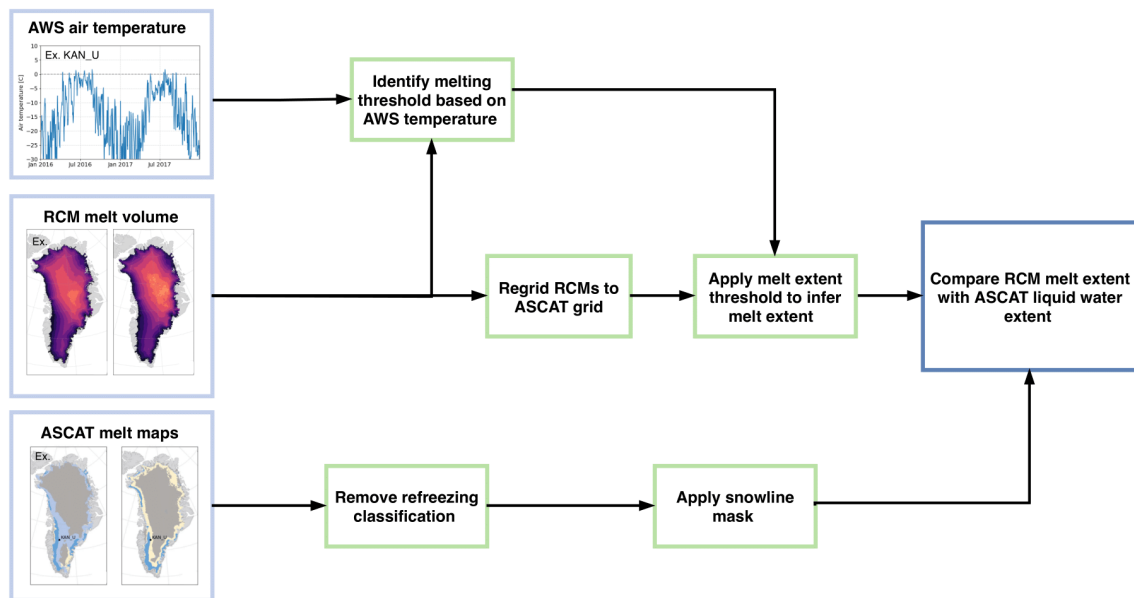 AWS air temperature
Ex. KAN_U
Air temperature [C]
10
5
0
−5
−10
−15
−20
−25
−30
Jan 2016
Jul 2016
Jan 2017
Jul 2017
Identify melting
threshold based on
AWS temperature
RCM melt volume
Ex.
Regrid RCMs to
ASCAT grid
Apply melt extent
threshold to infer
melt extent
Compare RCM melt extent
with ASCAT liquid water
extent
ASCAT melt maps
Ex.
KAN_U
KAN_U
Remove refreezing
classification
Apply snowline
mask